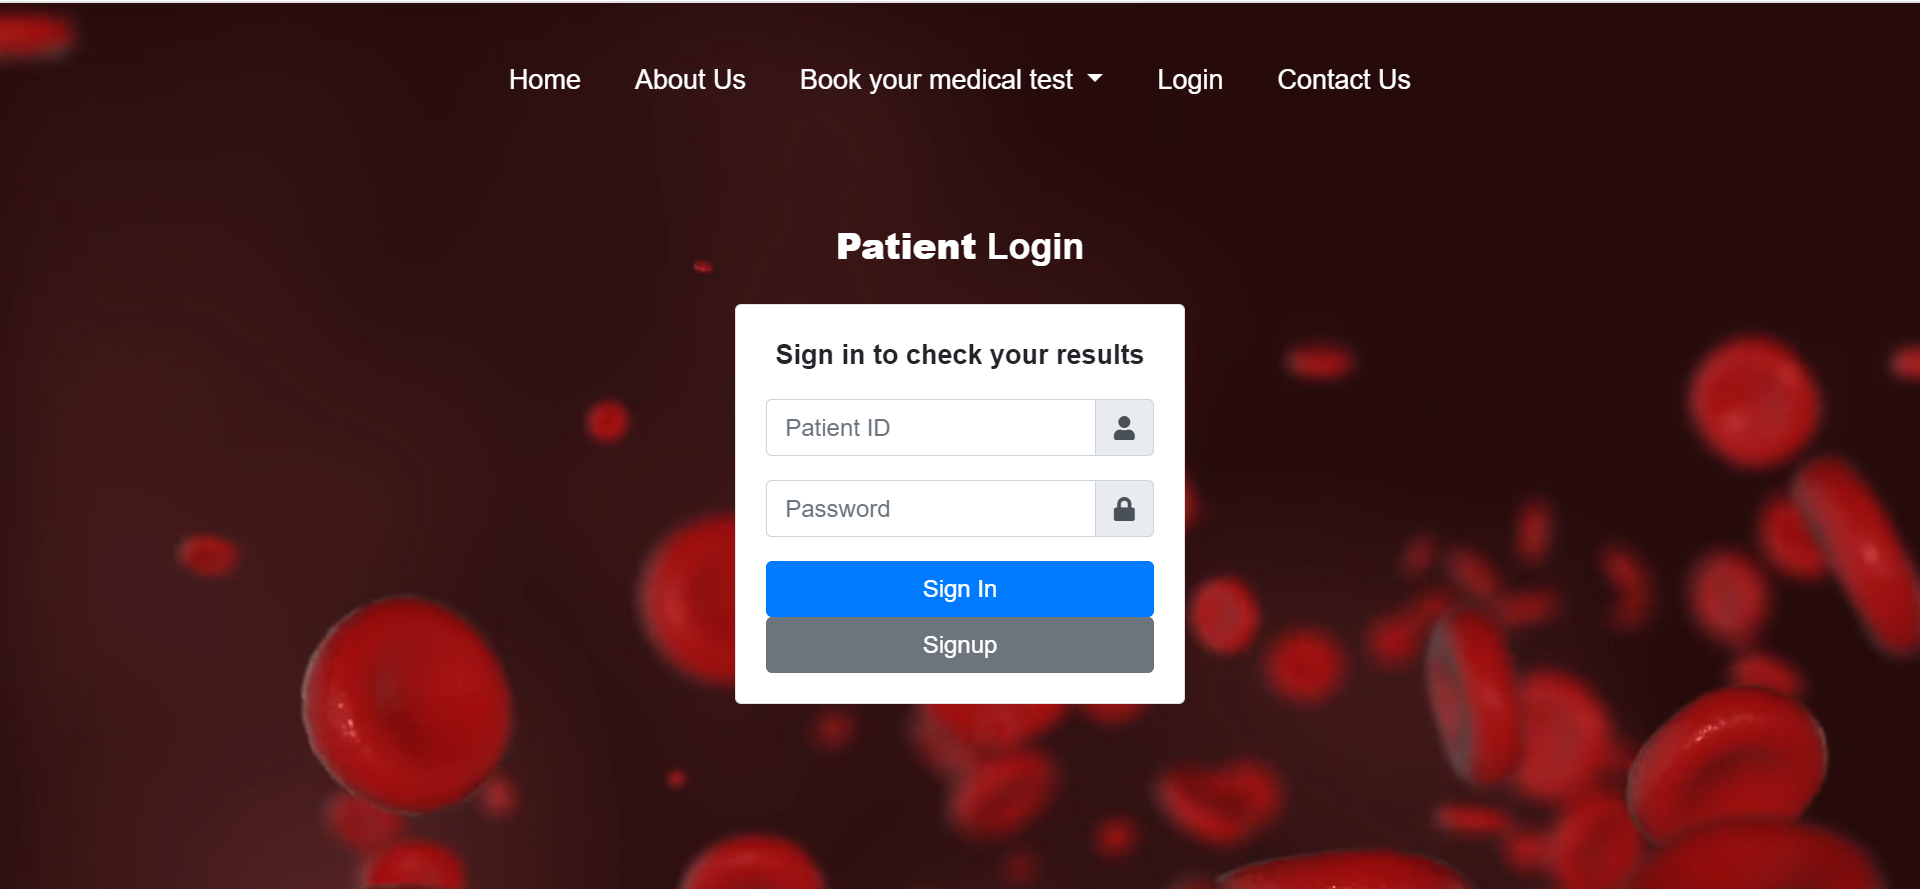 Home About Us Book your medical test Login Contact Us
Patient Login
Sign in to check your results
Patient ID
Password
Sign In
Signup